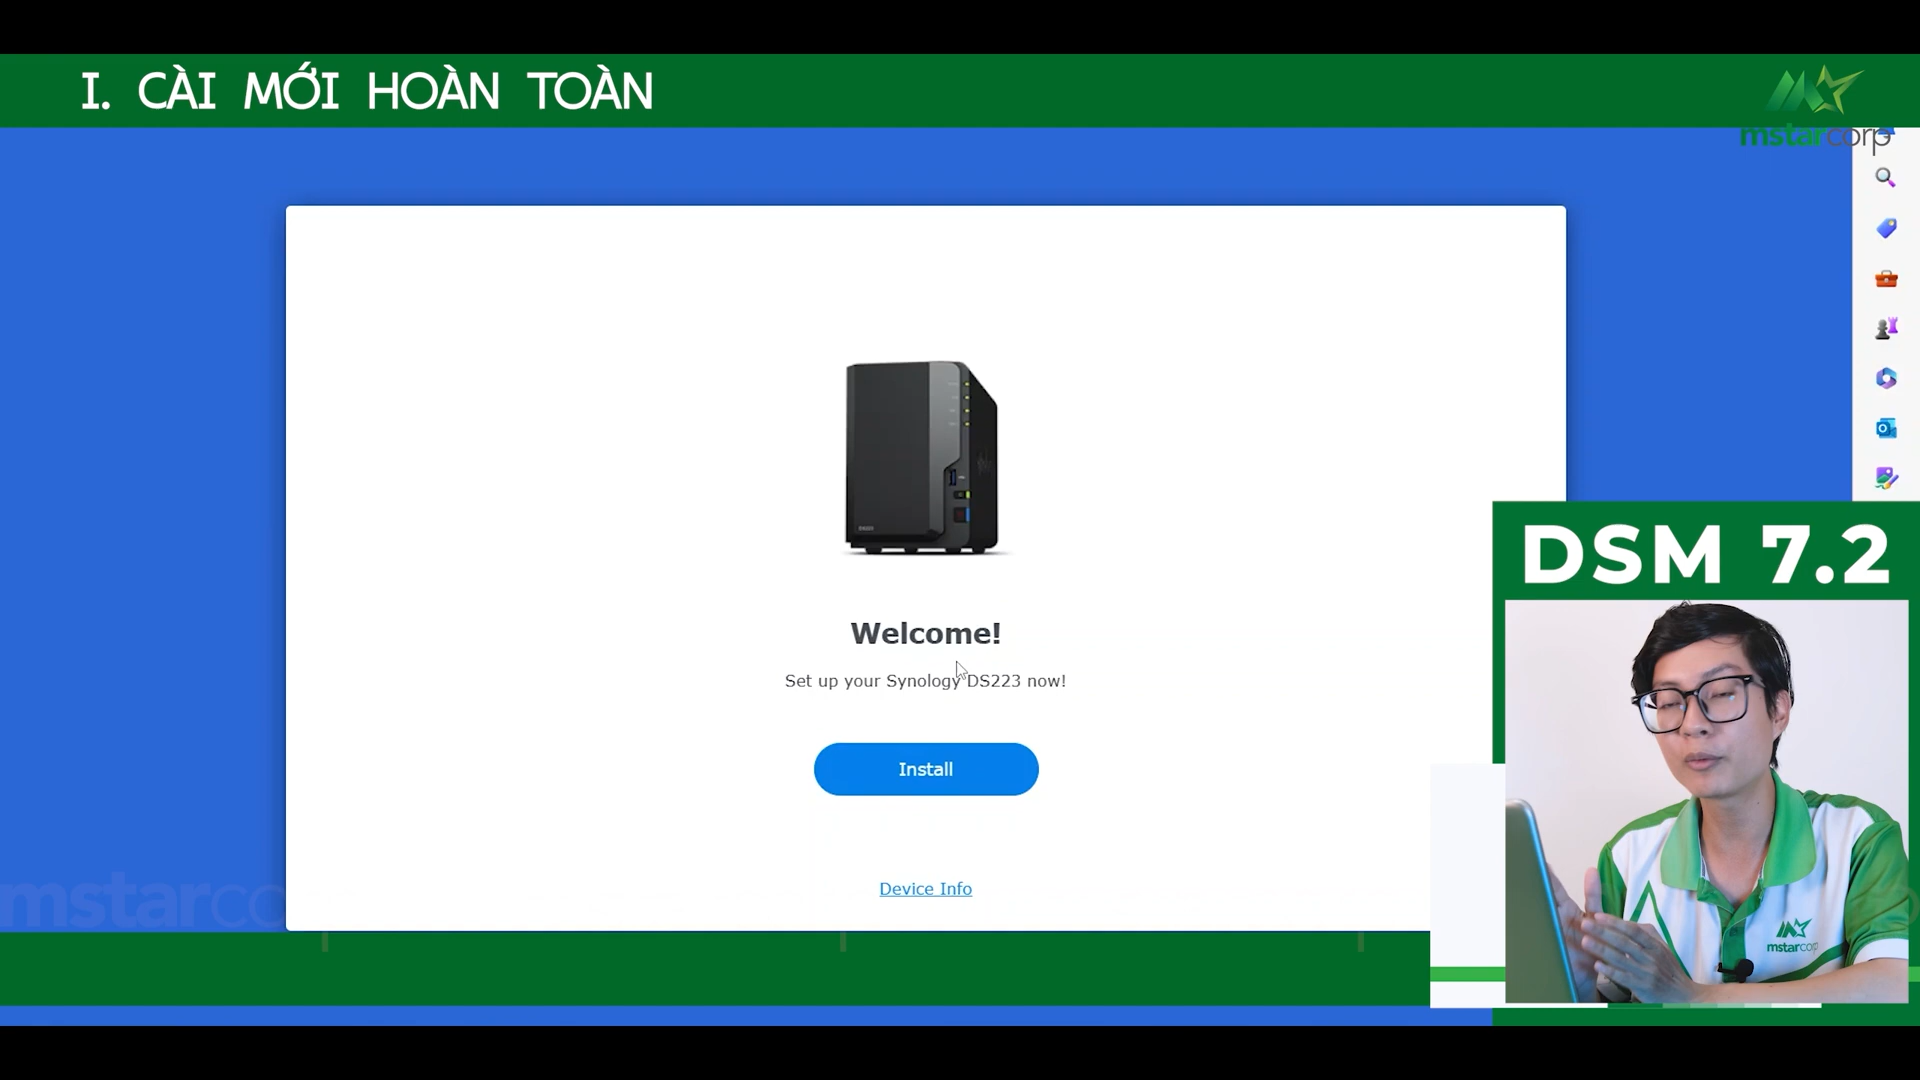 I. CÀI MỚI HOÀN TOÀN
mstarcorp
DSM 7.2
Welcome!
Set up your Synology DS223 now!
Install
Device Info
mstarco
mstarcorp